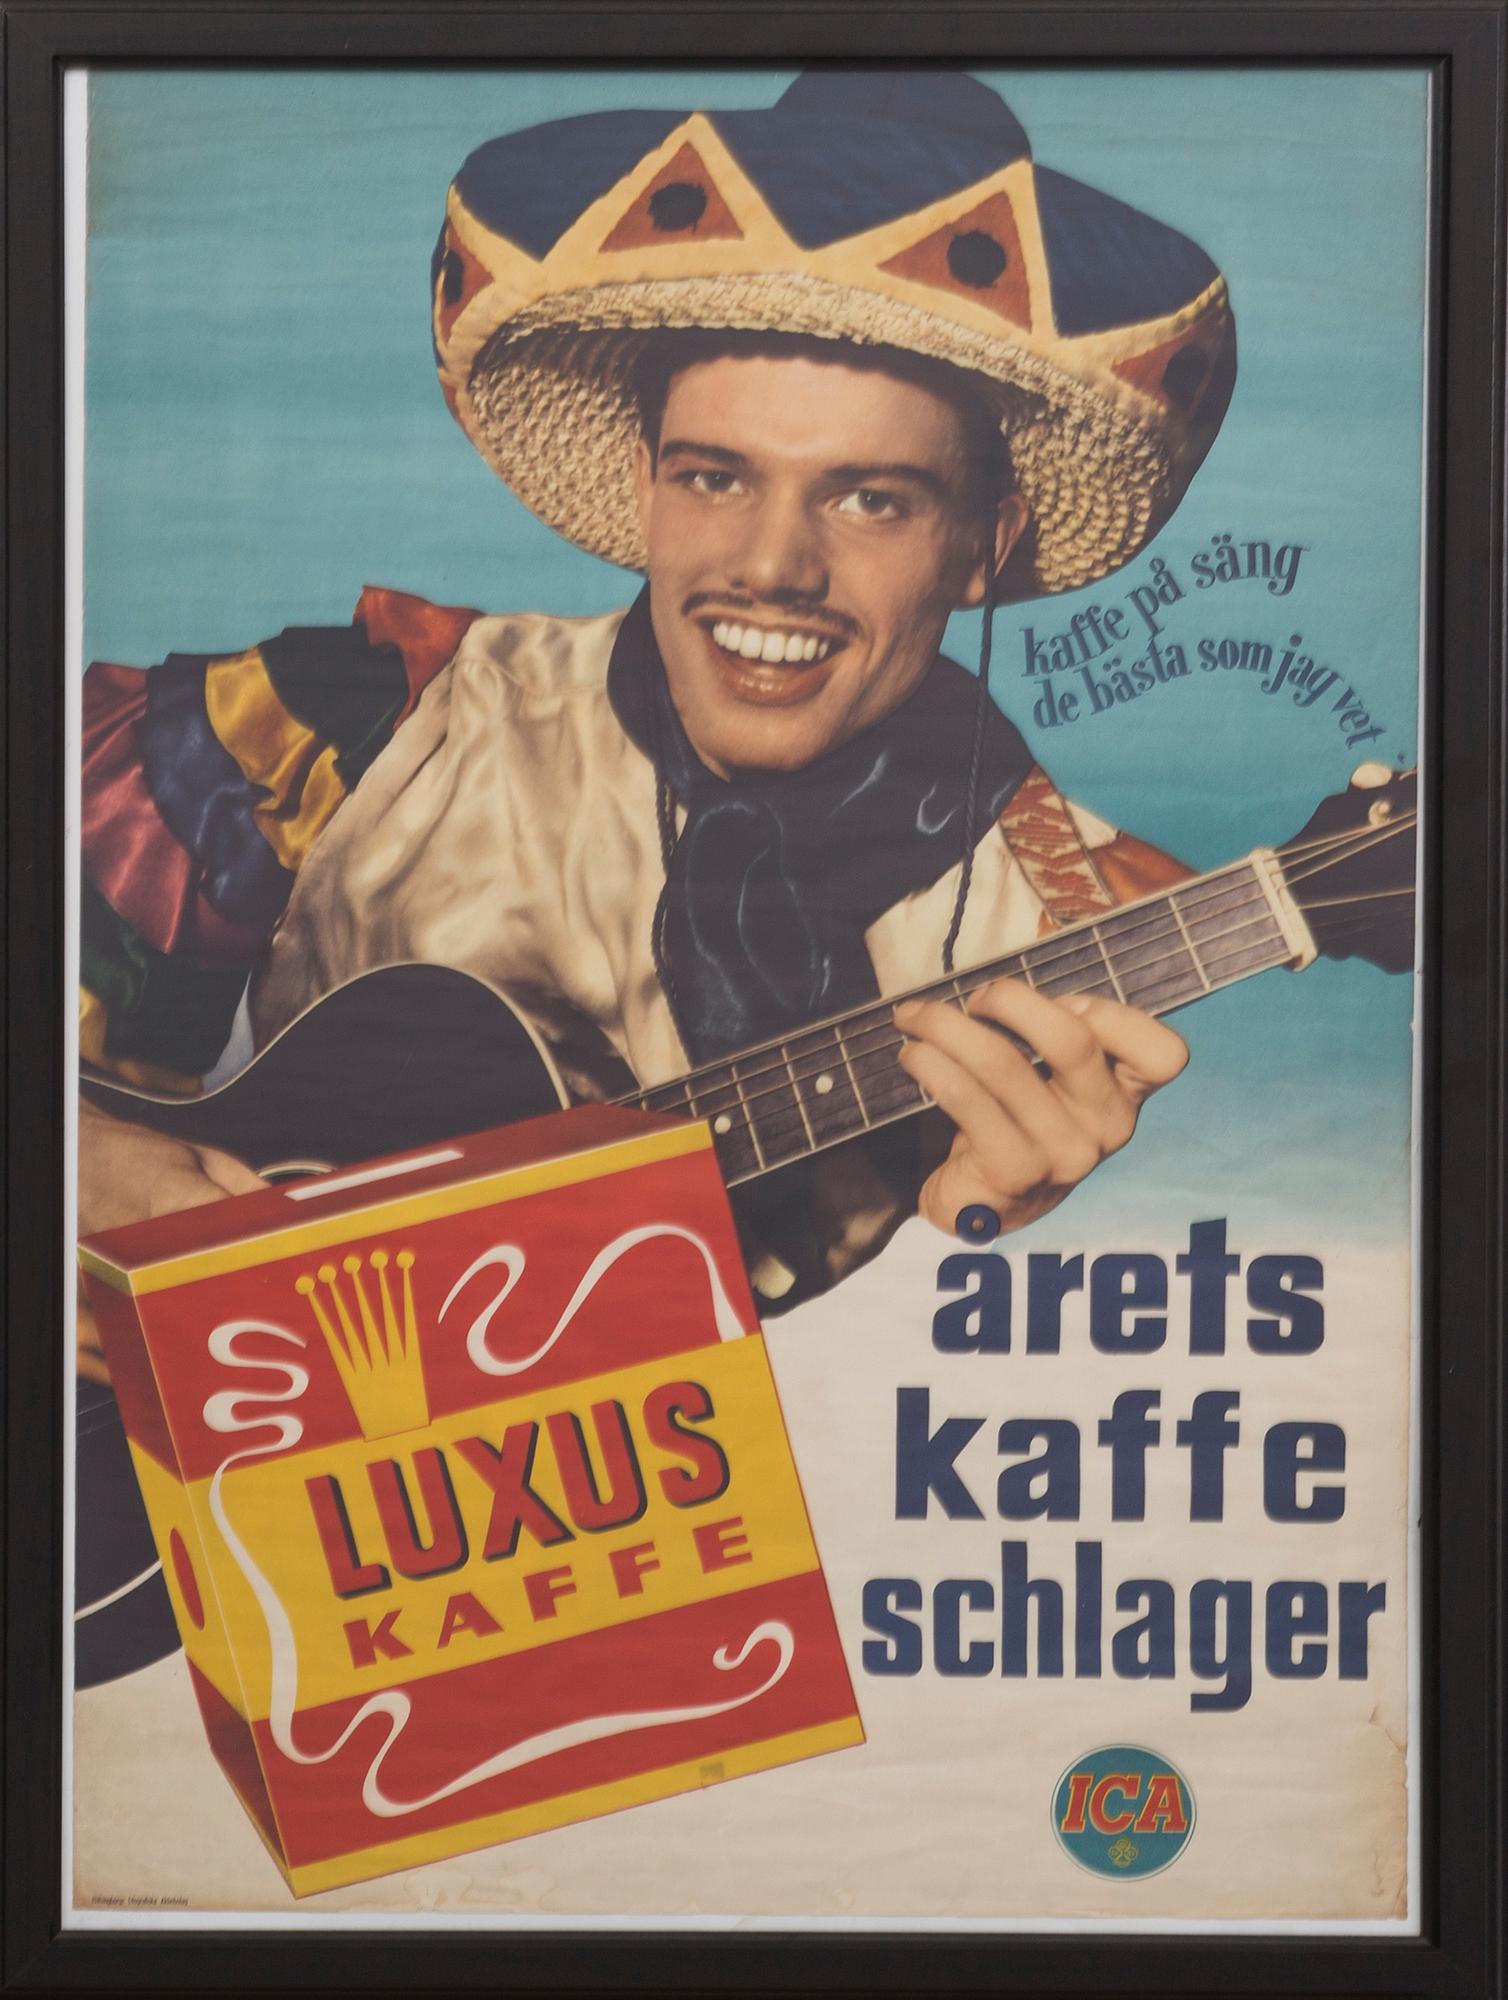 kaffe på säng
de bästa som jag vet
årets
kaffe
schlager
LUXUS
KAFFE
ICA